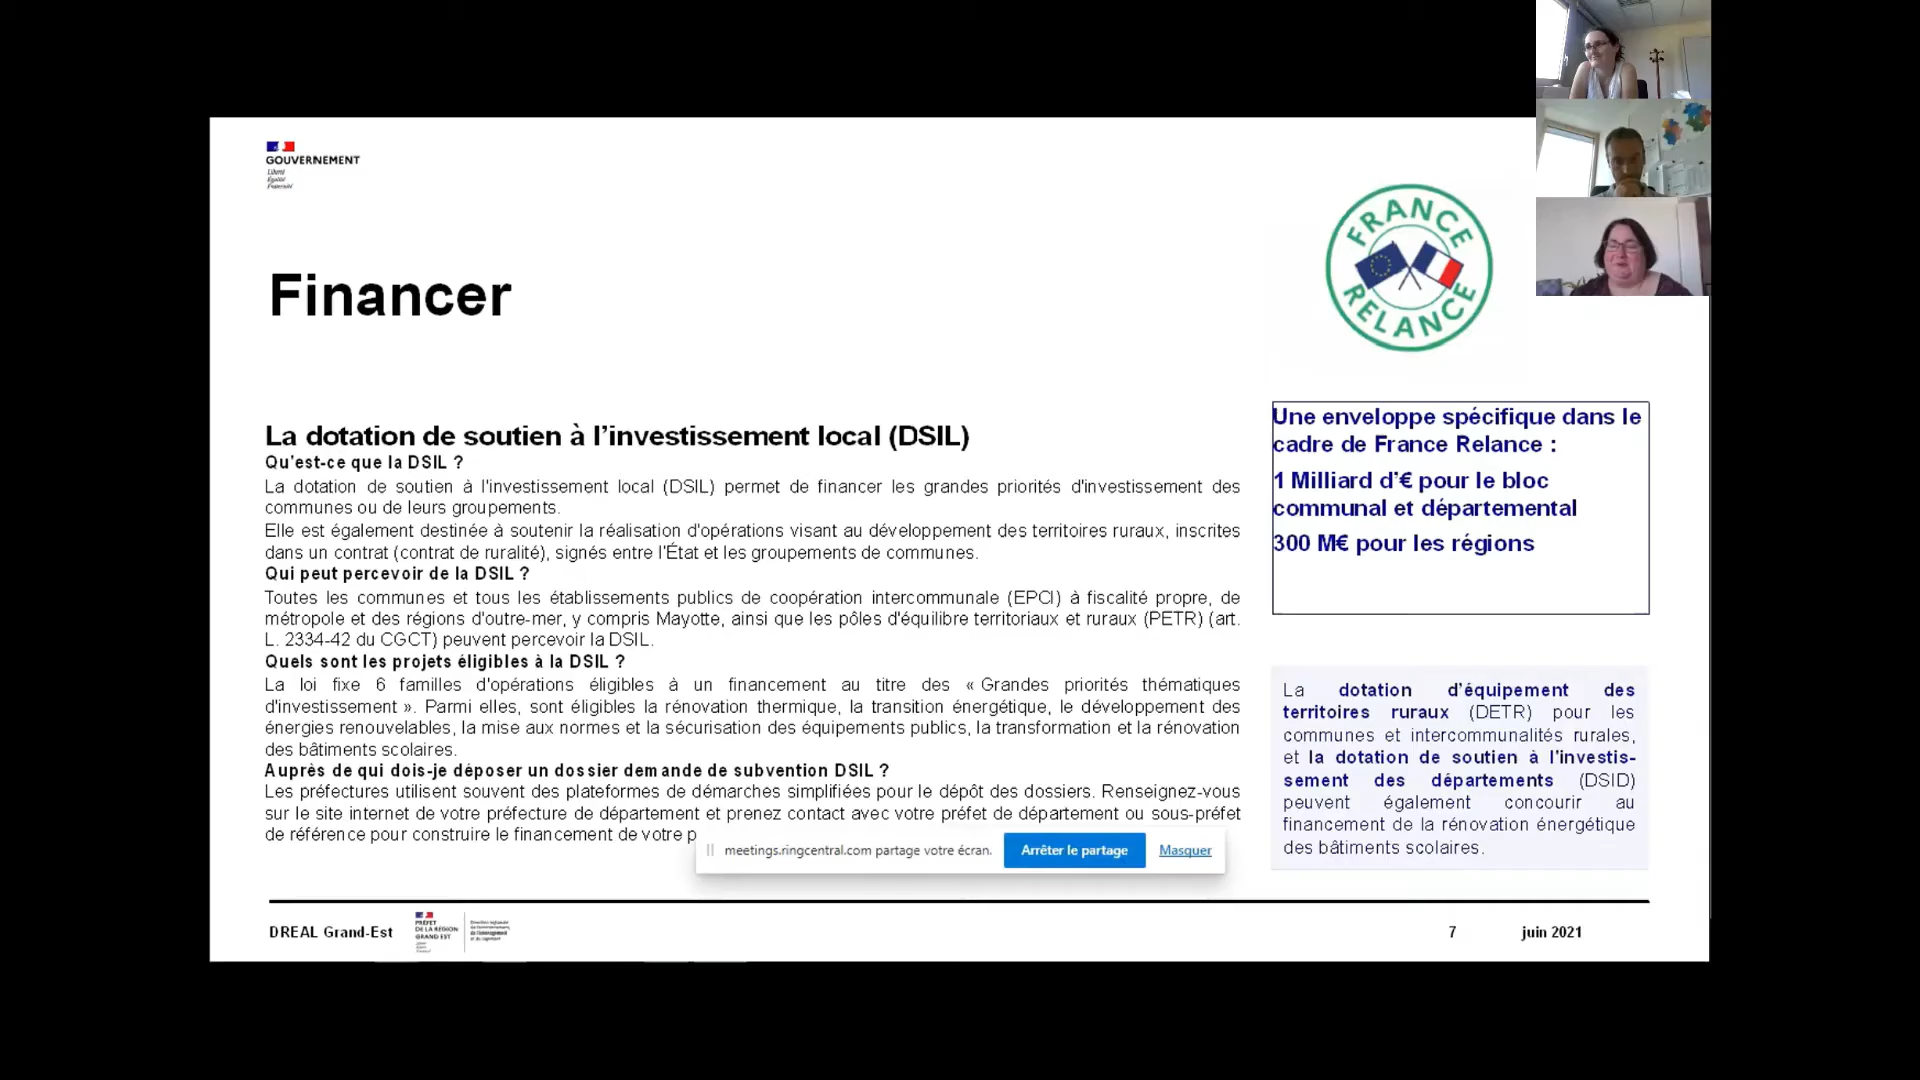 GOUVERNEMENT
Liberté
Égalité
Fraternité
FRANCE
RELANCE
Financer
La dotation de soutien à l'investissement local (DSIL)
Qu'est-ce que la DSIL ?
La dotation de soutien à l'investissement local (DSIL) permet de financer les grandes priorités d'investissement des
communes ou de leurs groupements.
Elle est également destinée à soutenir la réalisation d'opérations visant au développement des territoires ruraux, inscrites
dans un contrat (contrat de ruralité), signés entre l'État et les groupements de communes.
Qui peut percevoir de la DSIL ?
Toutes les communes et tous les établissements publics de coopération intercommunale (EPCI) à fiscalité propre, de
métropole et des régions d'outre-mer, y compris Mayotte, ainsi que les pôles d'équilibre territoriaux et ruraux (PETR) (art.
L. 2334-42 du CGCT) peuvent percevoir la DSIL.
Quels sont les projets éligibles à la DSIL ?
La loi fixe 6 familles d'opérations éligibles à un financement au titre des « Grandes priorités thématiques
d'investissement ». Parmi elles, sont éligibles la rénovation thermique, la transition énergétique, le développement des
énergies renouvelables, la mise aux normes et la sécurisation des équipements publics, la transformation et la rénovation
des bâtiments scolaires.
Auprès de qui dois-je déposer un dossier demande de subvention DSIL ?
Les préfectures utilisent souvent des plateformes de démarches simplifiées pour le dépôt des dossiers. Renseignez-vous
sur le site internet de votre préfecture de département et prenez contact avec votre préfet de département ou sous-préfet
de référence pour construire le financement de votre p
Une enveloppe spécifique dans le
cadre de France Relance :
1 Milliard d'€ pour le bloc
communal et départemental
300 M€ pour les régions
La dotation d'équipement des
territoires ruraux (DETR) pour les
communes et intercommunalités rurales,
et la dotation de soutien à l'investis-
sement des départements (DSID)
peuvent également concourir au
financement de la rénovation énergétique
des bâtiments scolaires.
meetings.ringcentral.com partage votre écran.
Arrêter le partage
Masquer
DREAL Grand-Est
PRÉFET
DE LA RÉGION
GRAND EST
7
juin 2021